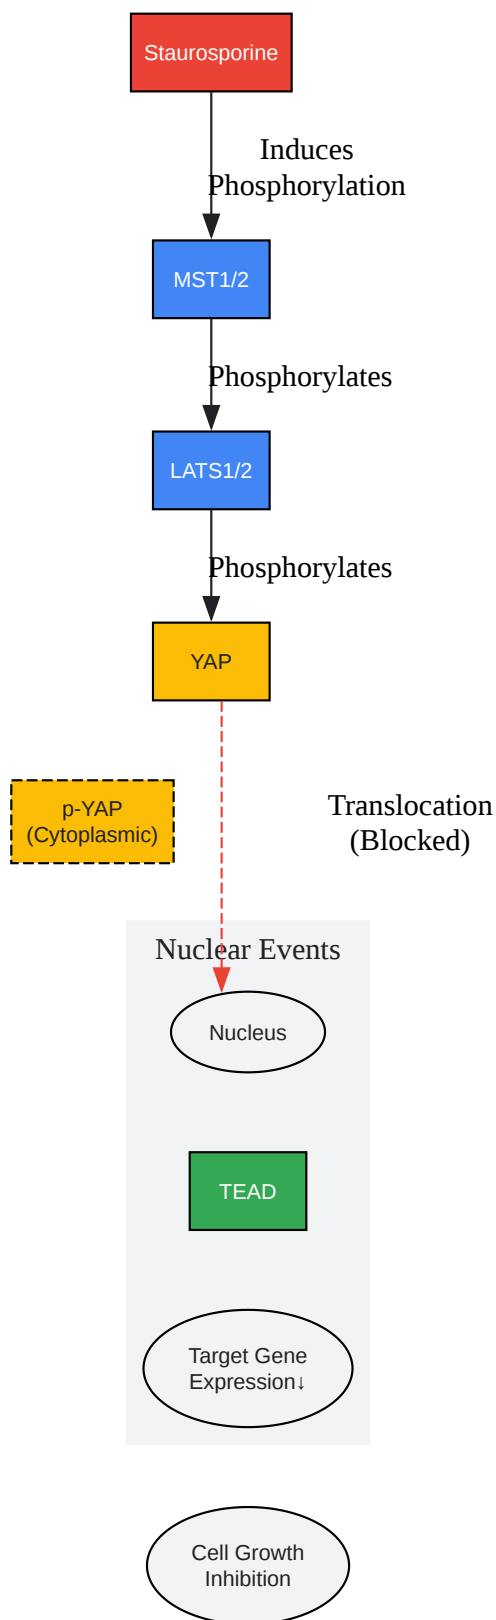 Staurosporine
Induces
Phosphorylation
MST1/2
Phosphorylates
LATS1/2
Phosphorylates
YAP
p-YAP
(Cytoplasmic)
Translocation
(Blocked)
Nuclear Events
Nucleus
TEAD
Target Gene
Expression↓
Cell Growth
Inhibition